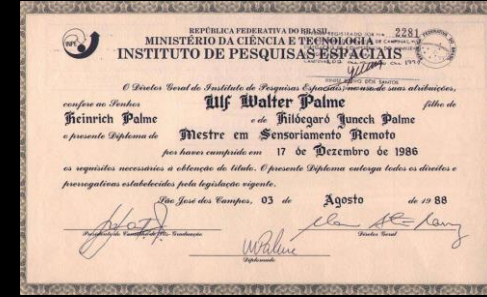 REPÚBLICA FEDERATIVA DO BRASIL
MINISTÉRIO DA CIÊNCIA E TECNOLOGIA
INSTITUTO DE PESQUISAS ESPACIAIS
2281
O Diretor Geral do Instituto de Pesquisas Espaciais, no uso de suas atribuições,
confere ao Senhor Ulf Walter Palme filho de
Heinrich Palme e de Hildegard Juneck Palme
o presente Diploma de Mestre em Sensoriamento Remoto
por haver cumprido em 17 de Dezembro de 1986
os requisitos necessários a obtenção do título. O presente Diploma outorga todos os direitos e
prerrogativas estabelecidos pela legislação vigente.
São José dos Campos, 03 de Agosto de 1988
Diretor Geral
Diplomado